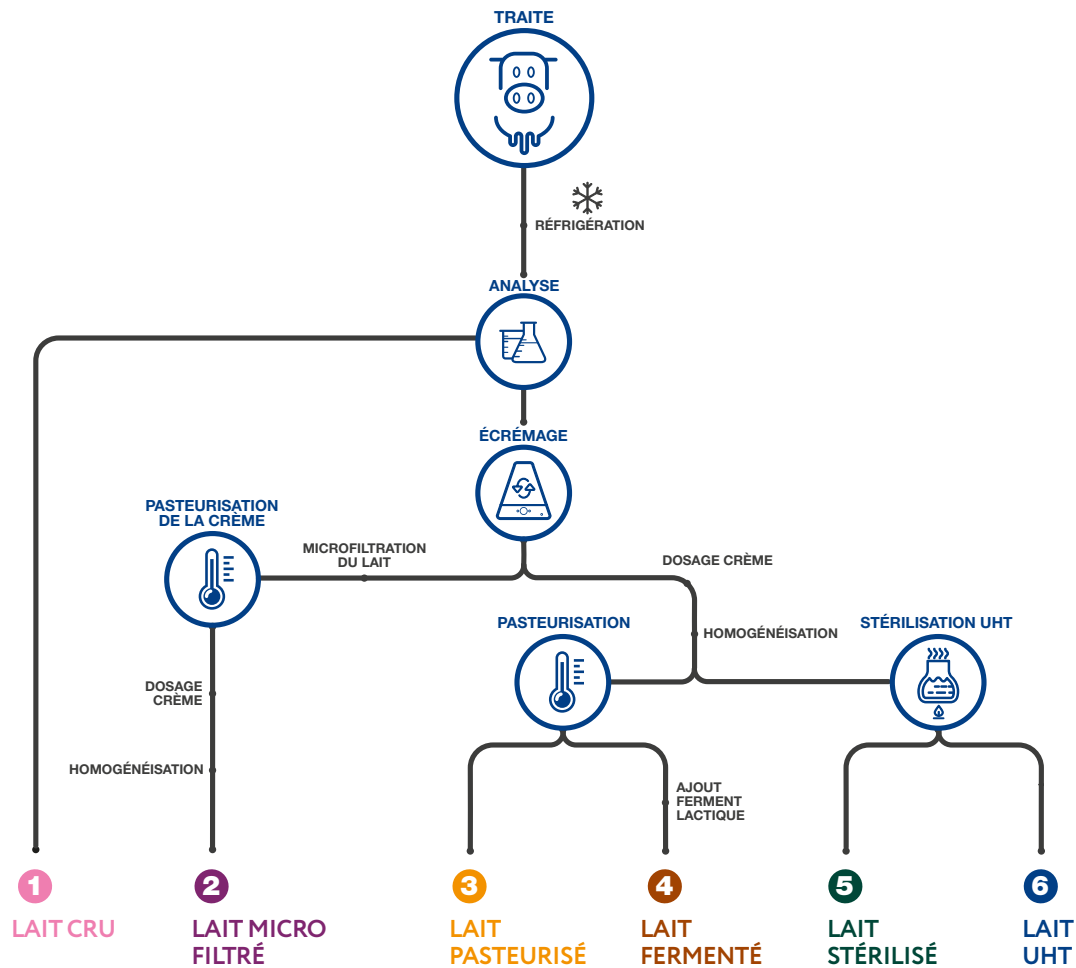 TRAITE
RÉFRIGÉRATION
ANALYSE
ÉCRÉMAGE
PASTEURISATION
DE LA CRÈME
MICROFILTRATION
DU LAIT
DOSAGE CRÈME
PASTEURISATION
HOMOGÉNÉISATION
STÉRILISATION UHT
DOSAGE
CRÈME
HOMOGÉNÉISATION
AJOUT
FERMENT
LACTIQUE
1
LAIT CRU
2
LAIT MICRO
FILTRÉ
3
LAIT
PASTEURISÉ
4
LAIT
FERMENTÉ
5
LAIT
STÉRILISÉ
6
LAIT
UHT